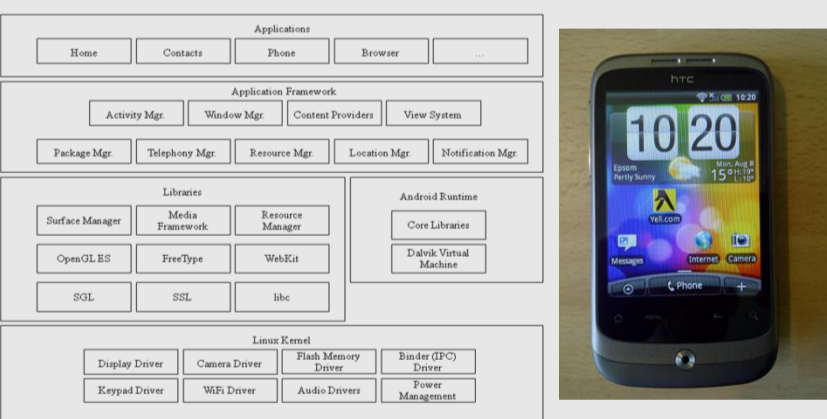 Applications
Home Contacts Phone Browser ...
Application Framework
Activity Mgr. Window Mgr. Content Providers View System
Package Mgr. Telephony Mgr. Resource Mgr. Location Mgr. Notification Mgr.
Libraries
Surface Manager Media Framework Resource Manager
OpenGL ES FreeType WebKit
SGL SSL libc
Android Runtime
Core Libraries
Dalvik Virtual
Machine
Linux Kernel
Display Driver Camera Driver Flash Memory Driver Binder (IPC) Driver
Keypad Driver WiFi Driver Audio Drivers Power Management
hTC
10:20
10 20
Epsom
Partly Sunny
Mon, Aug 8
15° H:19°
L:10°
Yell.com
Messages Internet Camera
Phone +
menu